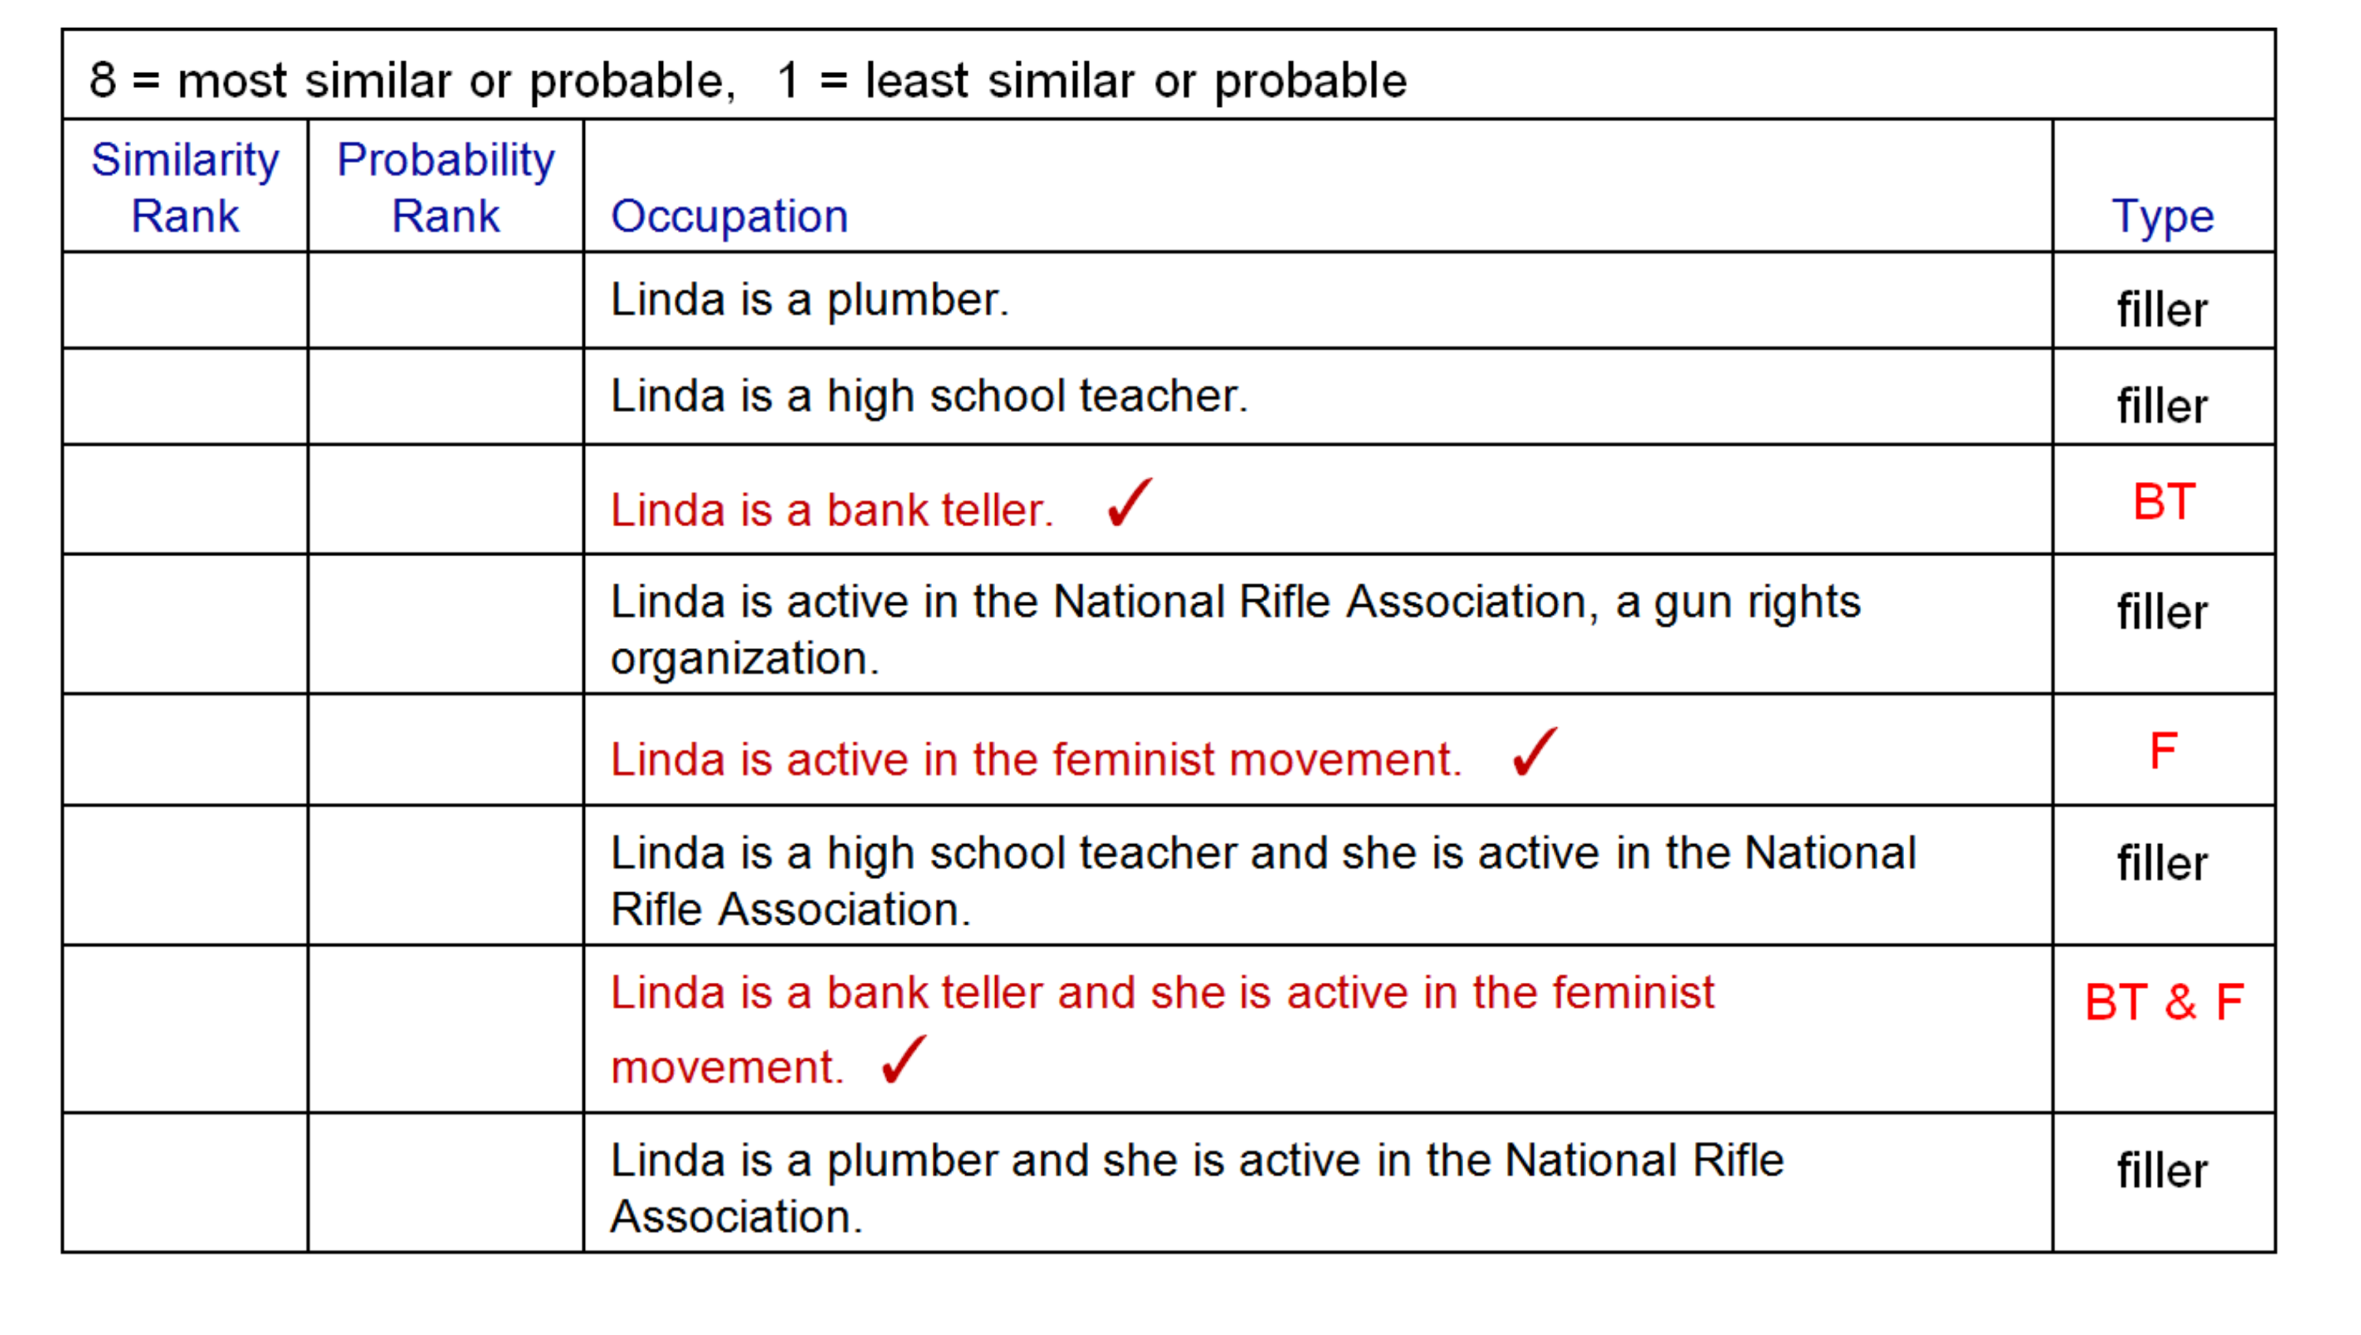 8 = most similar or probable, 1 = least similar or probable
Similarity Rank Probability Rank Occupation Type
Linda is a plumber. filler
Linda is a high school teacher. filler
Linda is a bank teller. ✓ BT
Linda is active in the National Rifle Association, a gun rights filler
organization.
Linda is active in the feminist movement. ✓ F
Linda is a high school teacher and she is active in the National filler
Rifle Association.
Linda is a bank teller and she is active in the feminist BT & F
movement. ✓
Linda is a plumber and she is active in the National Rifle filler
Association.